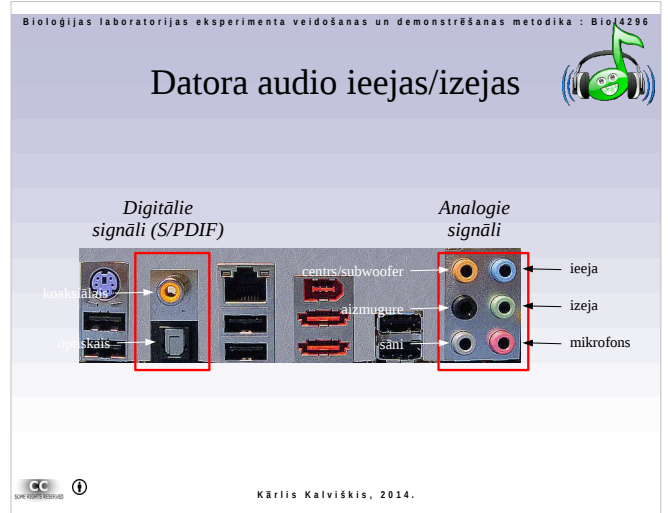 Bioloģijas laboratorijas eksperimenta veidošanas un demonstrēšanas metodika : Biol4296
Datora audio ieejas/izejas
Digitālie
signāli (S/PDIF)
Analogie
signāli
koaksiālais
optiskais
centrs/subwoofer
aizmugure
sāni
ieeja
izeja
mikrofons
CC
SOME RIGHTS RESERVED
Kārlis Kalviškis, 2014.